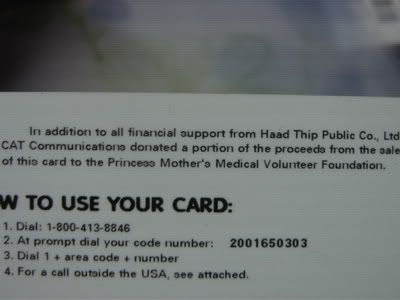 In addition to all financial support from Haad Thip Public Co., Ltd
CAT Communications donated a portion of the proceeds from the sale
of this card to the Princess Mother's Medical Volunteer Foundation.
W TO USE YOUR CARD:
1. Dial: 1-800-413-8846
2. At prompt dial your code number: 2001650303
3. Dial 1 + area code + number
4. For a call outside the USA, see attached.